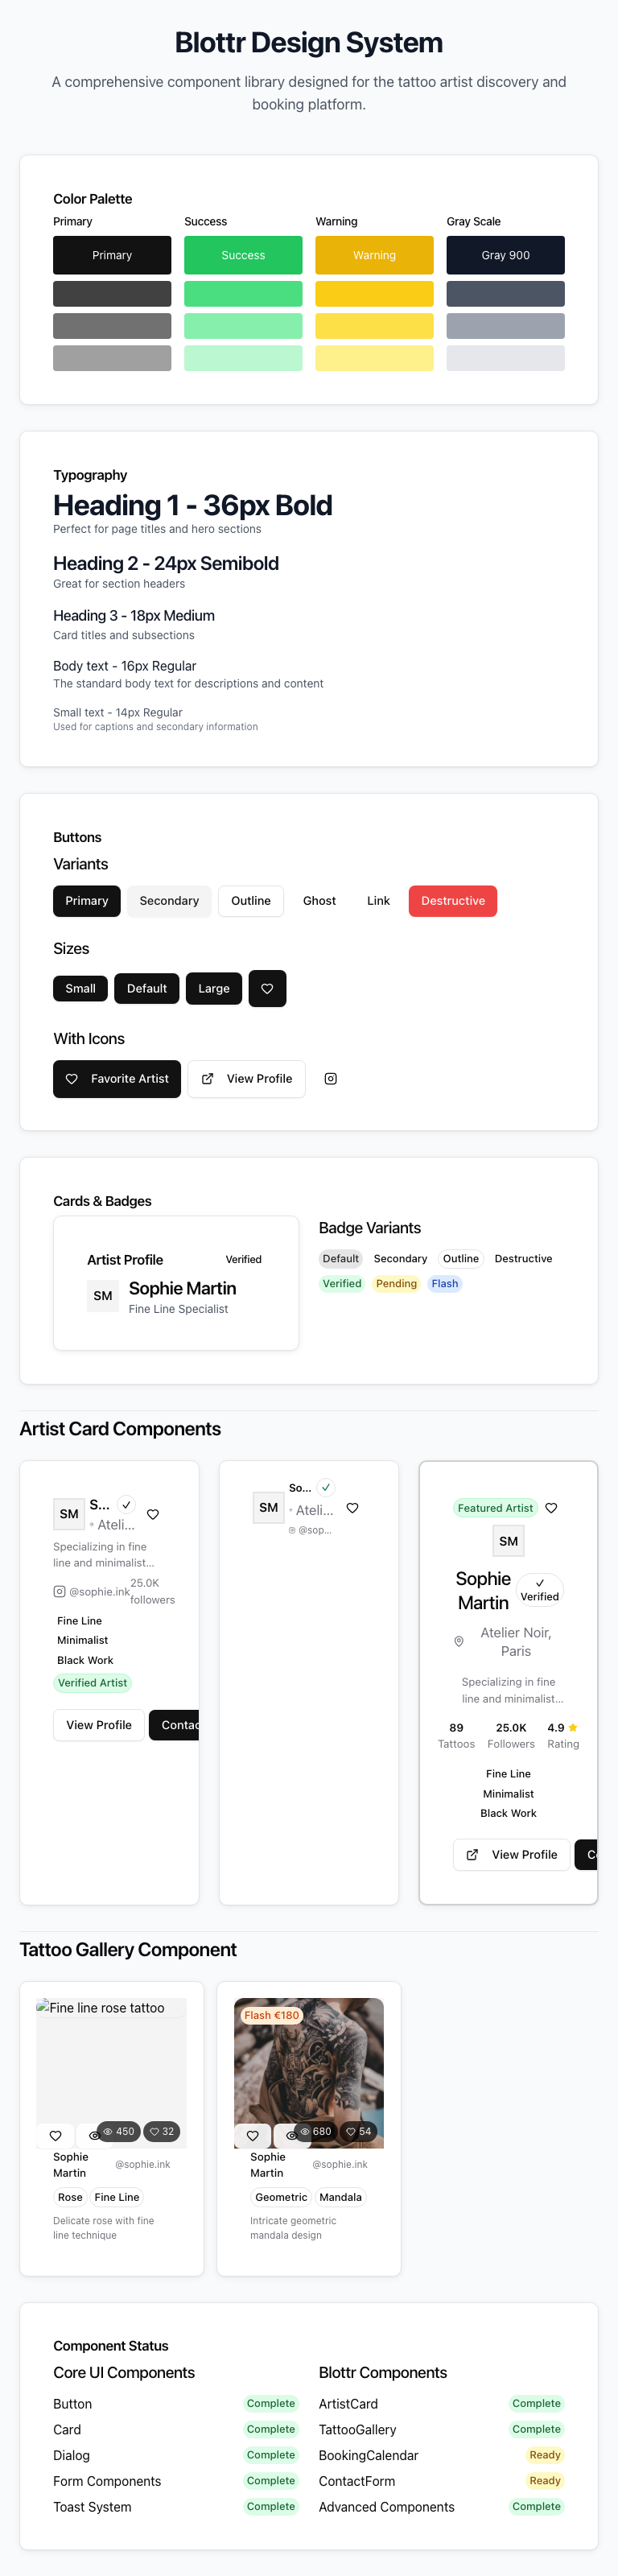 Blottr Design System
A comprehensive component library designed for the tattoo artist discovery and
booking platform.
Color Palette
Primary
Success
Warning
Gray Scale
Primary
Success
Warning
Gray 900
Typography
Heading 1 - 36px Bold
Perfect for page titles and hero sections
Heading 2 - 24px Semibold
Great for section headers
Heading 3 - 18px Medium
Card titles and subsections
Body text - 16px Regular
The standard body text for descriptions and content
Small text - 14px Regular
Used for captions and secondary information
Buttons
Variants
Primary
Secondary
Outline
Ghost
Link
Destructive
Sizes
Small
Default
Large
With Icons
Favorite Artist
View Profile
Cards & Badges
Artist Profile
Verified
SM
Sophie Martin
Fine Line Specialist
Badge Variants
Default
Secondary
Outline
Destructive
Verified
Pending
Flash
Artist Card Components
SM
S...
Ateli...
Specializing in fine
line and minimalist...
@sophie.ink
25.0K
followers
Fine Line
Minimalist
Black Work
Verified Artist
View Profile
Contac
SM
So...
Ateli...
@sop...
Featured Artist
SM
Sophie
Martin
Verified
Atelier Noir,
Paris
Specializing in fine
line and minimalist...
89
Tattoos
25.0K
Followers
4.9
Rating
Fine Line
Minimalist
Black Work
View Profile
Co
Tattoo Gallery Component
Fine line rose tattoo
450
32
Sophie
Martin
@sophie.ink
Rose
Fine Line
Delicate rose with fine
line technique
Flash €180
680
54
Sophie
Martin
@sophie.ink
Geometric
Mandala
Intricate geometric
mandala design
Component Status
Core UI Components
Button
Complete
Card
Complete
Dialog
Complete
Form Components
Complete
Toast System
Complete
Blottr Components
ArtistCard
Complete
TattooGallery
Complete
BookingCalendar
Ready
ContactForm
Ready
Advanced Components
Complete